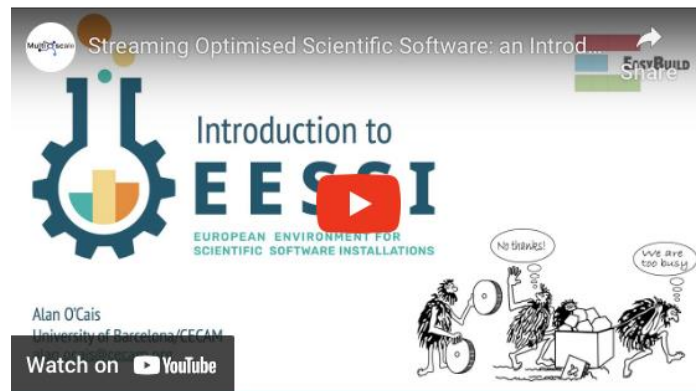 MultiXscale
Streaming Optimised Scientific Software: an Introd...
Share
EASYBUILD
Introduction to
EESSI
EUROPEAN ENVIRONMENT FOR
SCIENTIFIC SOFTWARE INSTALLATIONS
No thanks!
We are
too busy
Alan O'Cais
University of Barcelona/CECAM
Watch on YouTube